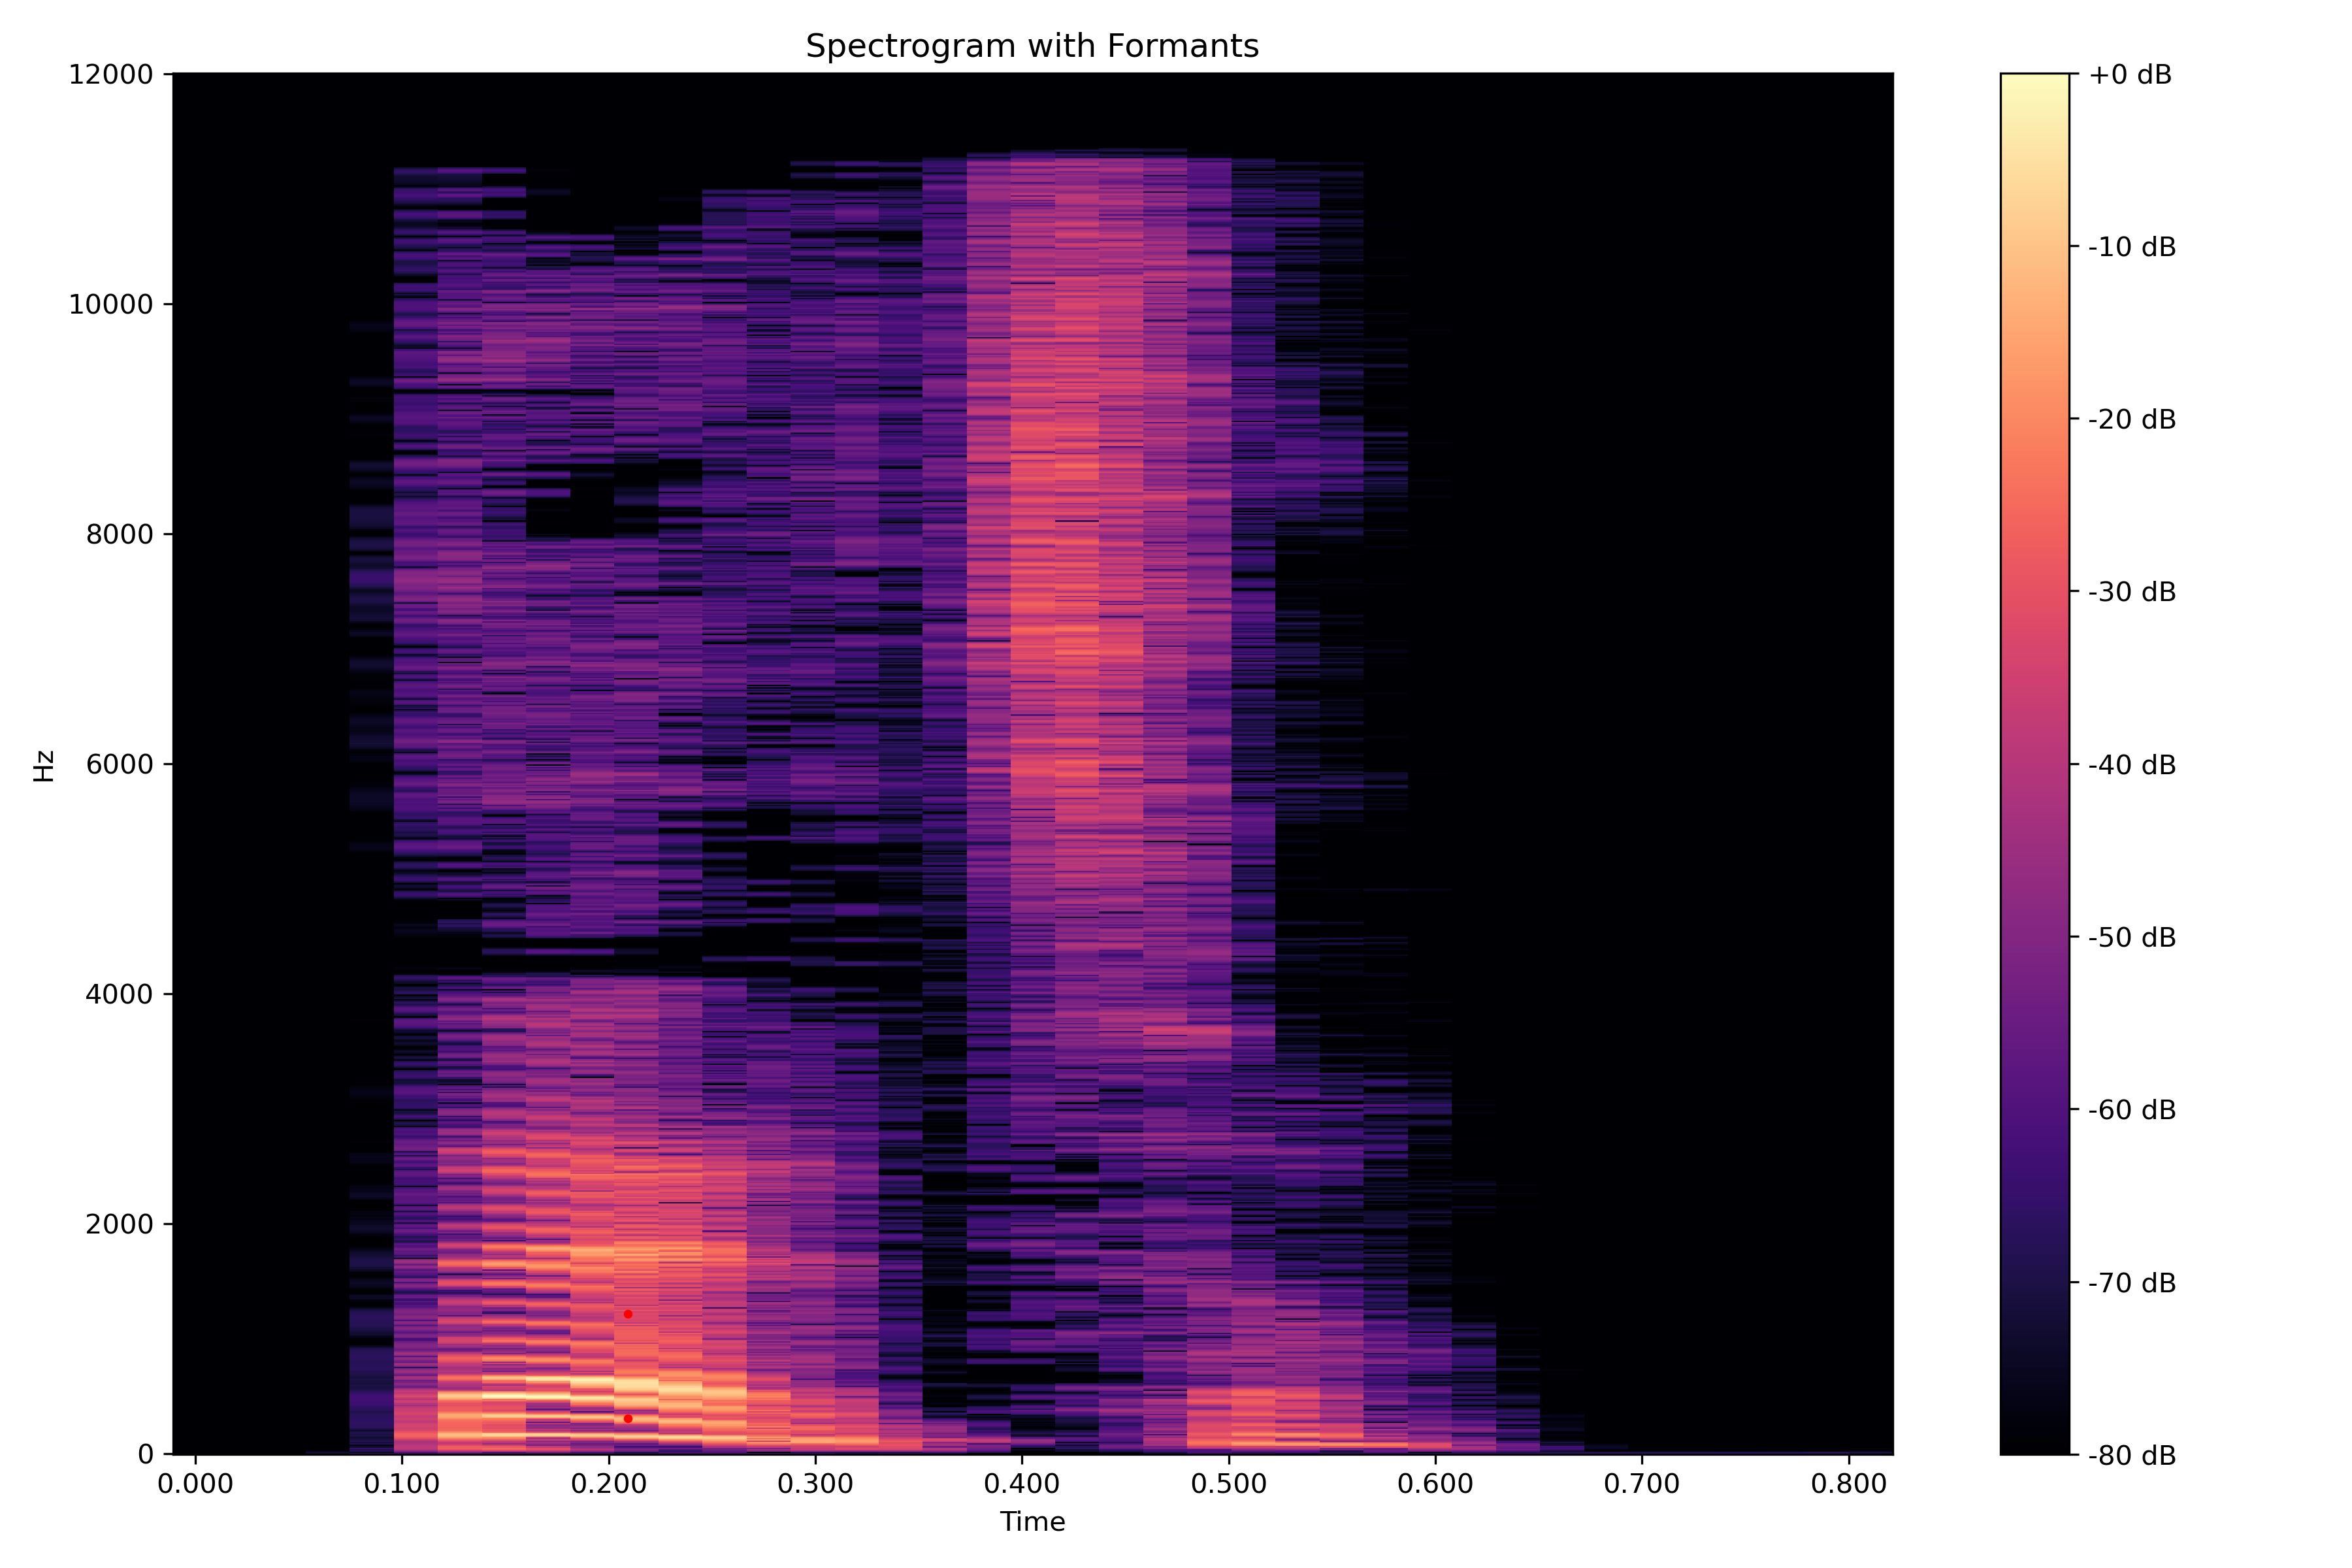 Spectrogram with Formants
12000
10000
8000
6000
4000
2000
0
Hz
0.000 0.100 0.200 0.300 0.400 0.500 0.600 0.700 0.800
Time
+0 dB
-10 dB
-20 dB
-30 dB
-40 dB
-50 dB
-60 dB
-70 dB
-80 dB